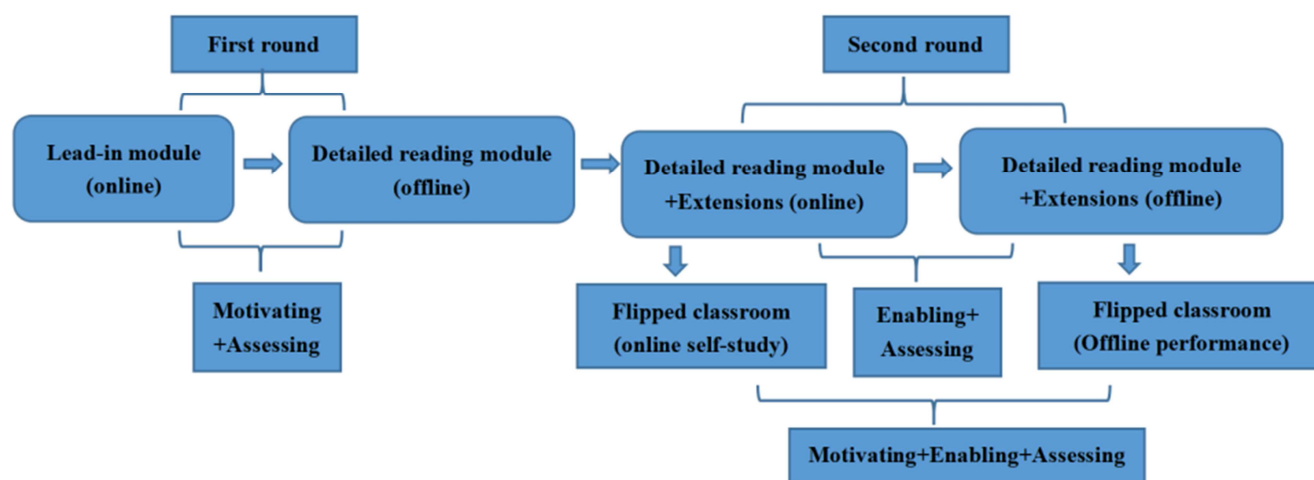 First round
Second round
Lead-in module
(online)
Detailed reading module
(offline)
Detailed reading module
+Extensions (online)
Detailed reading module
+Extensions (offline)
Motivating
+Assessing
Flipped classroom
(online self-study)
Enabling+
Assessing
Flipped classroom
(Offline performance)
Motivating+Enabling+Assessing